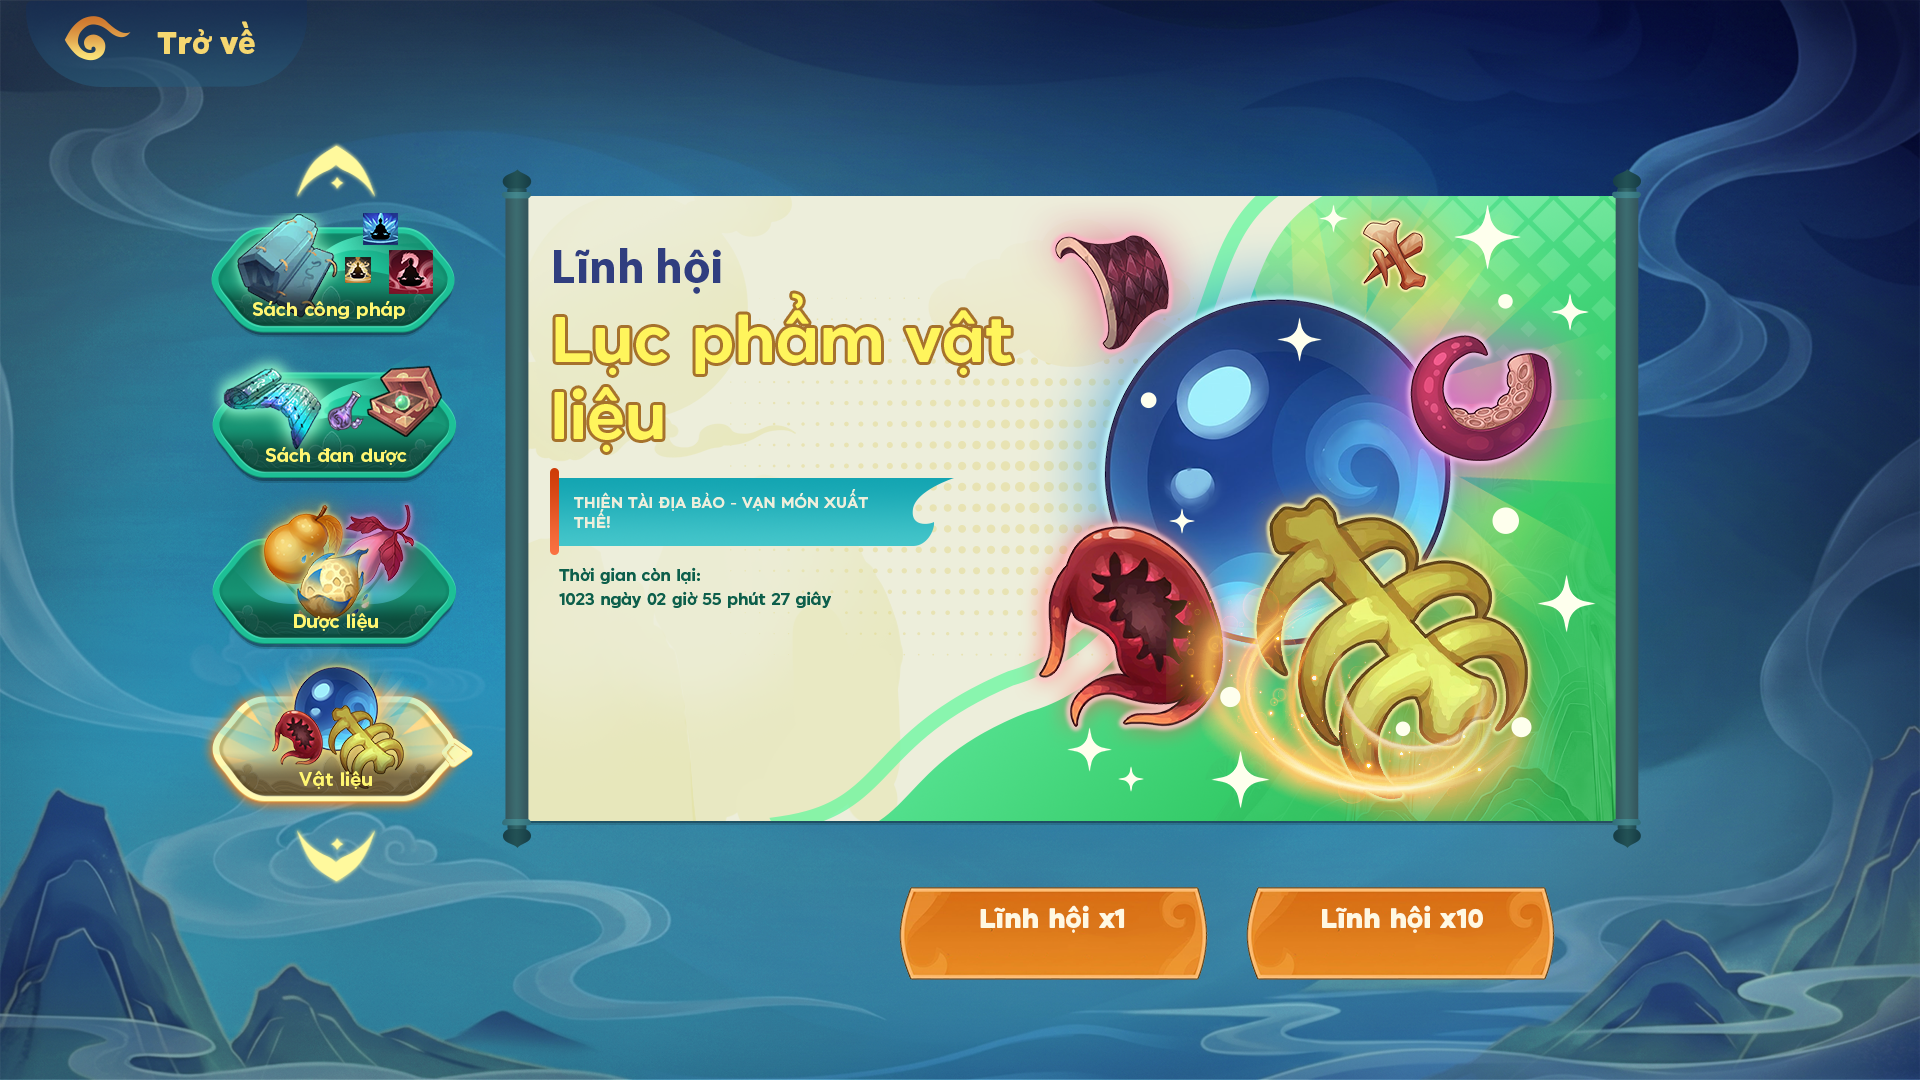 Trở về
Sách công pháp
Sách đan dược
Dược liệu
Vật liệu
Lĩnh hội
Lục phẩm vật
liệu
THIÊN TÀI ĐỊA BẢO - VẠN MÓN XUẤT
THẾ!
Thời gian còn lại:
1023 ngày 02 giờ 55 phút 27 giây
Lĩnh hội x1
Lĩnh hội x10